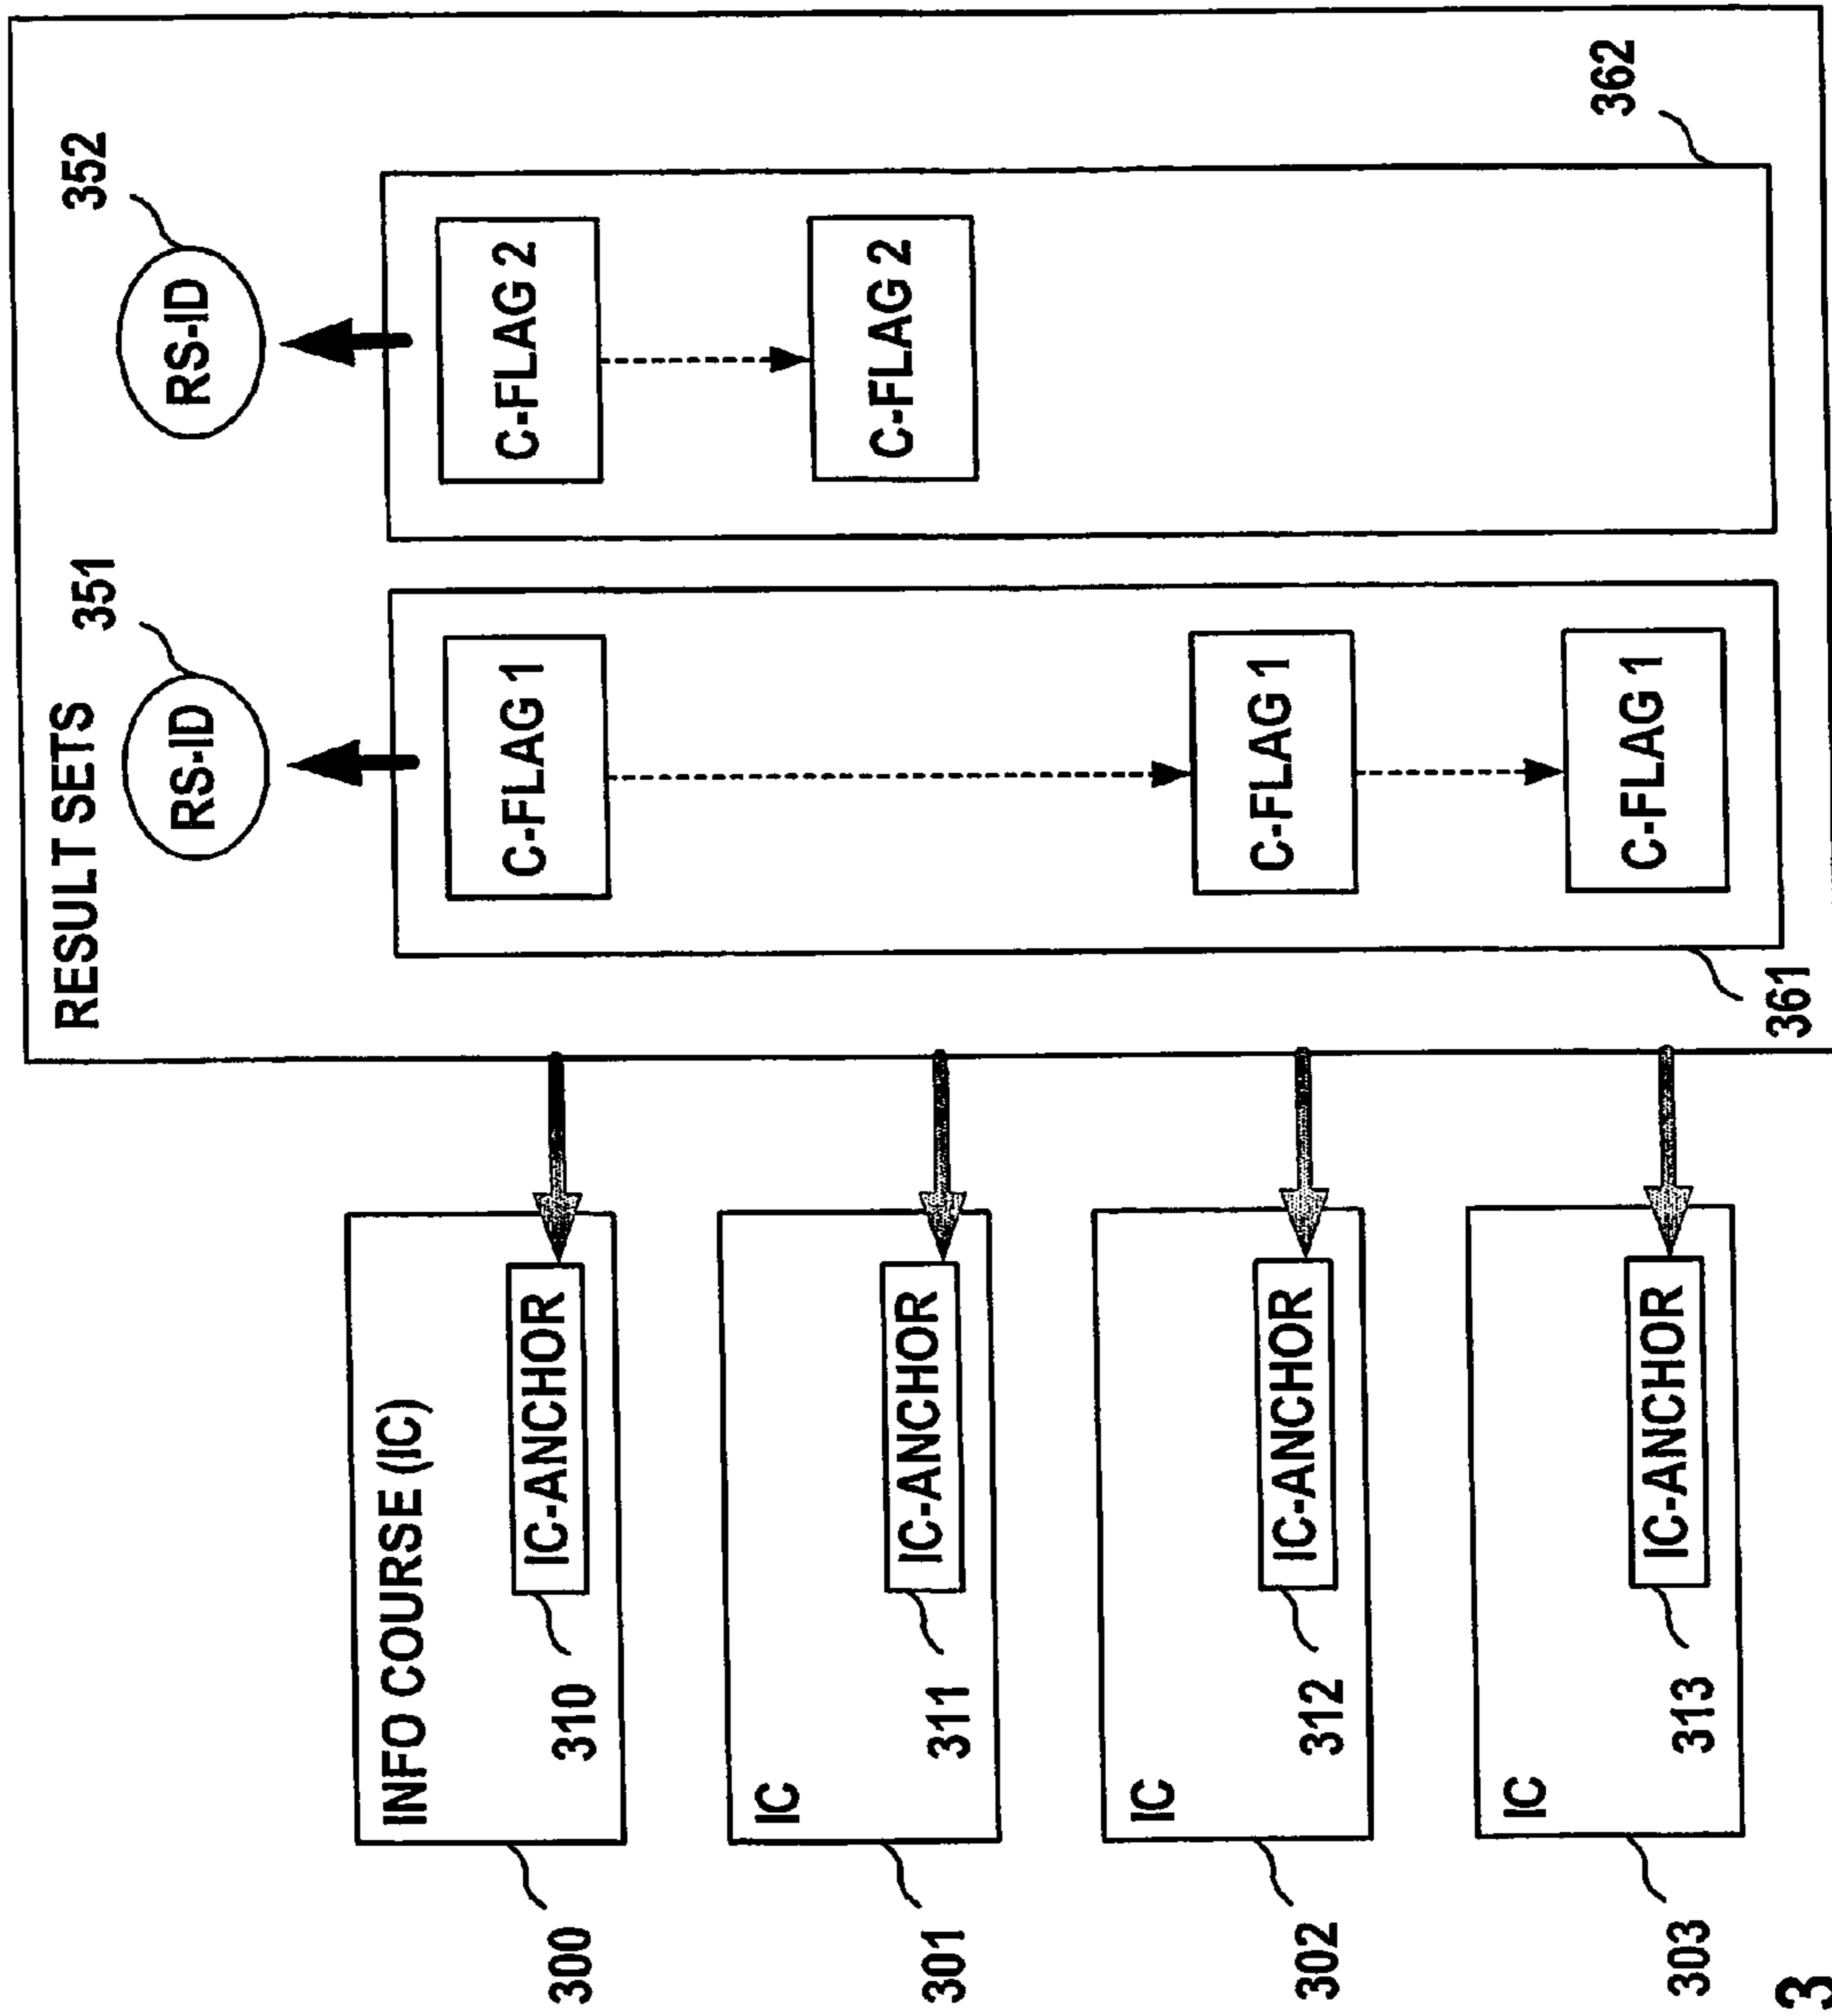 RESULT SETS
351
352
RS-ID
RS-ID
INFO COURSE (IC)
IC-ANCHOR
C-FLAG 1
C-FLAG 2
300
310
IC
IC-ANCHOR
C-FLAG 2
301
311
IC
IC-ANCHOR
C-FLAG 1
302
312
IC
IC-ANCHOR
C-FLAG 1
362
303
313
361
3